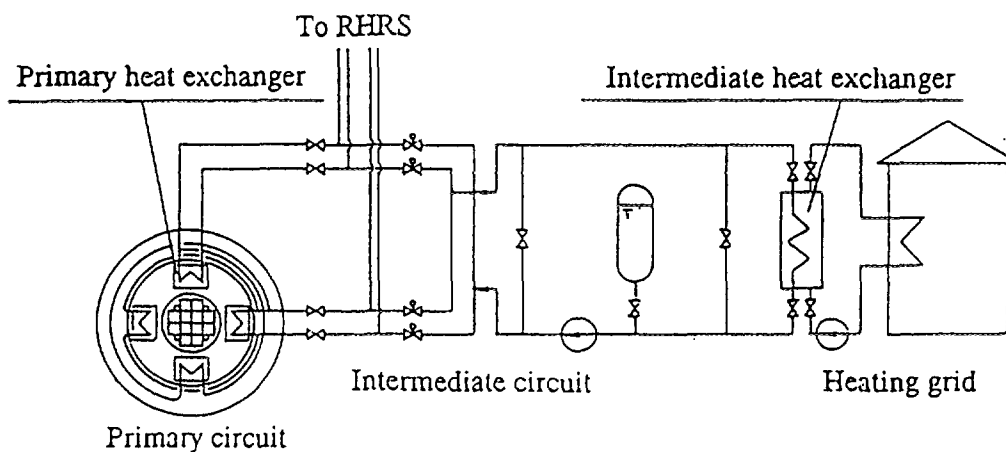 To RHRS
Primary heat exchanger
Intermediate heat exchanger
Intermediate circuit
Heating grid
Primary circuit